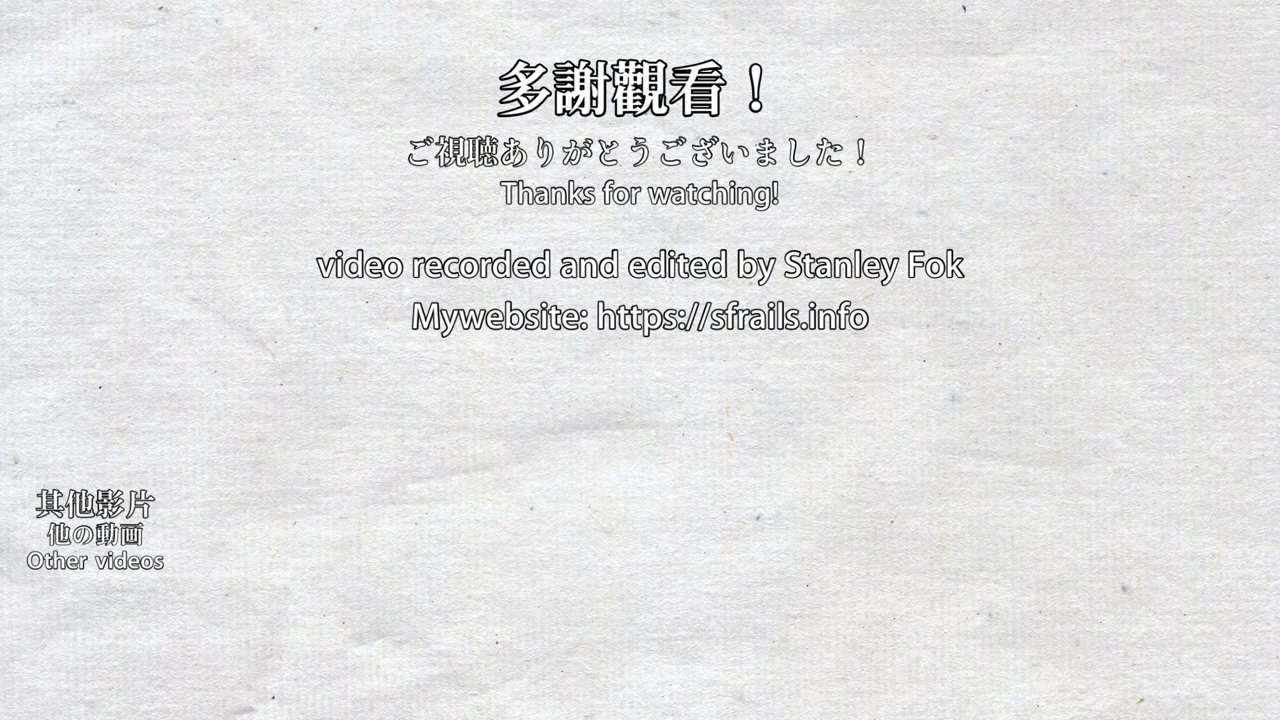 多謝觀看！
ご視聴ありがとうございました！
Thanks for watching!
video recorded and edited by Stanley Fok
Mywebsite: https://sfrails.info
其他影片
他の動画
Other videos